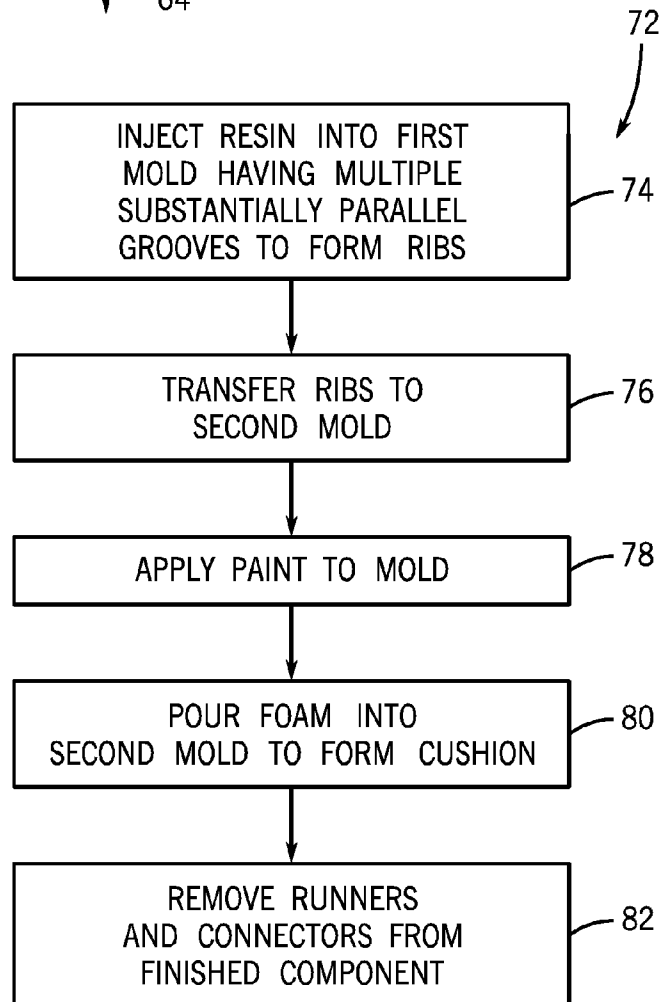 64
72
INJECT RESIN INTO FIRST
MOLD HAVING MULTIPLE
SUBSTANTIALLY PARALLEL
GROOVES TO FORM RIBS
74
TRANSFER RIBS TO
SECOND MOLD
76
APPLY PAINT TO MOLD
78
POUR FOAM INTO
SECOND MOLD TO FORM CUSHION
80
REMOVE RUNNERS
AND CONNECTORS FROM
FINISHED COMPONENT
82